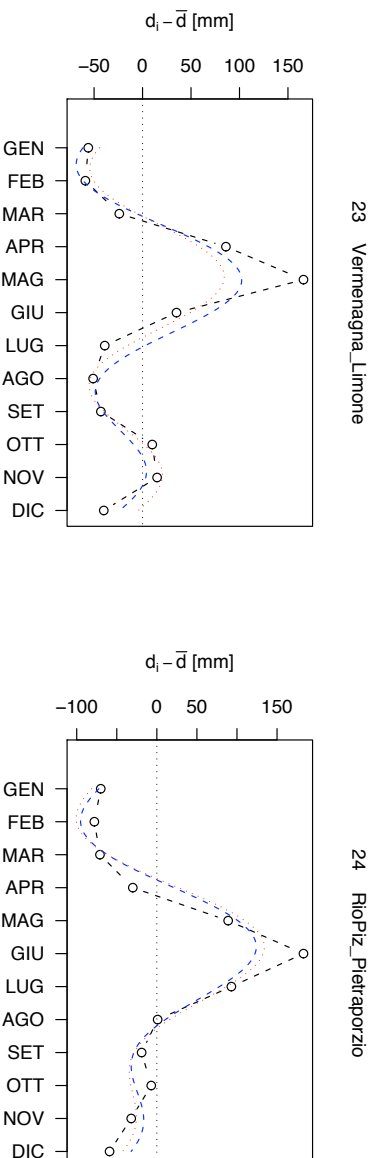 23 Vermenagna_Limone
dᵢ – d̅ [mm]
−50 0 50 100 150
GEN
FEB
MAR
APR
MAG
GIU
LUG
AGO
SET
OTT
NOV
DIC
24 RioPiz_Pietraporzio
dᵢ – d̅ [mm]
−100 0 50 150
GEN
FEB
MAR
APR
MAG
GIU
LUG
AGO
SET
OTT
NOV
DIC